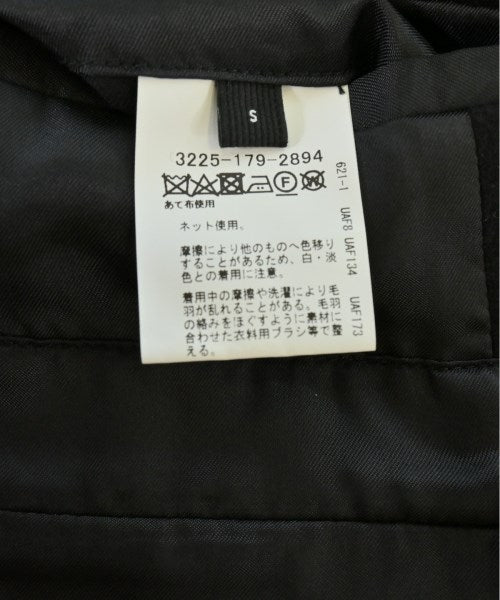 S
3225-179-2894
あて布使用
ネット使用。
摩擦により他のものへ色移り
することがあるため、白・淡
色との着用に注意。
着用中の摩擦や洗濯により毛
羽が乱れることがある。毛羽
の絡みをほぐすように素材に
合わせた衣料用ブラシ等で整
える。
621-1 UAF8 UAF134 UAF173